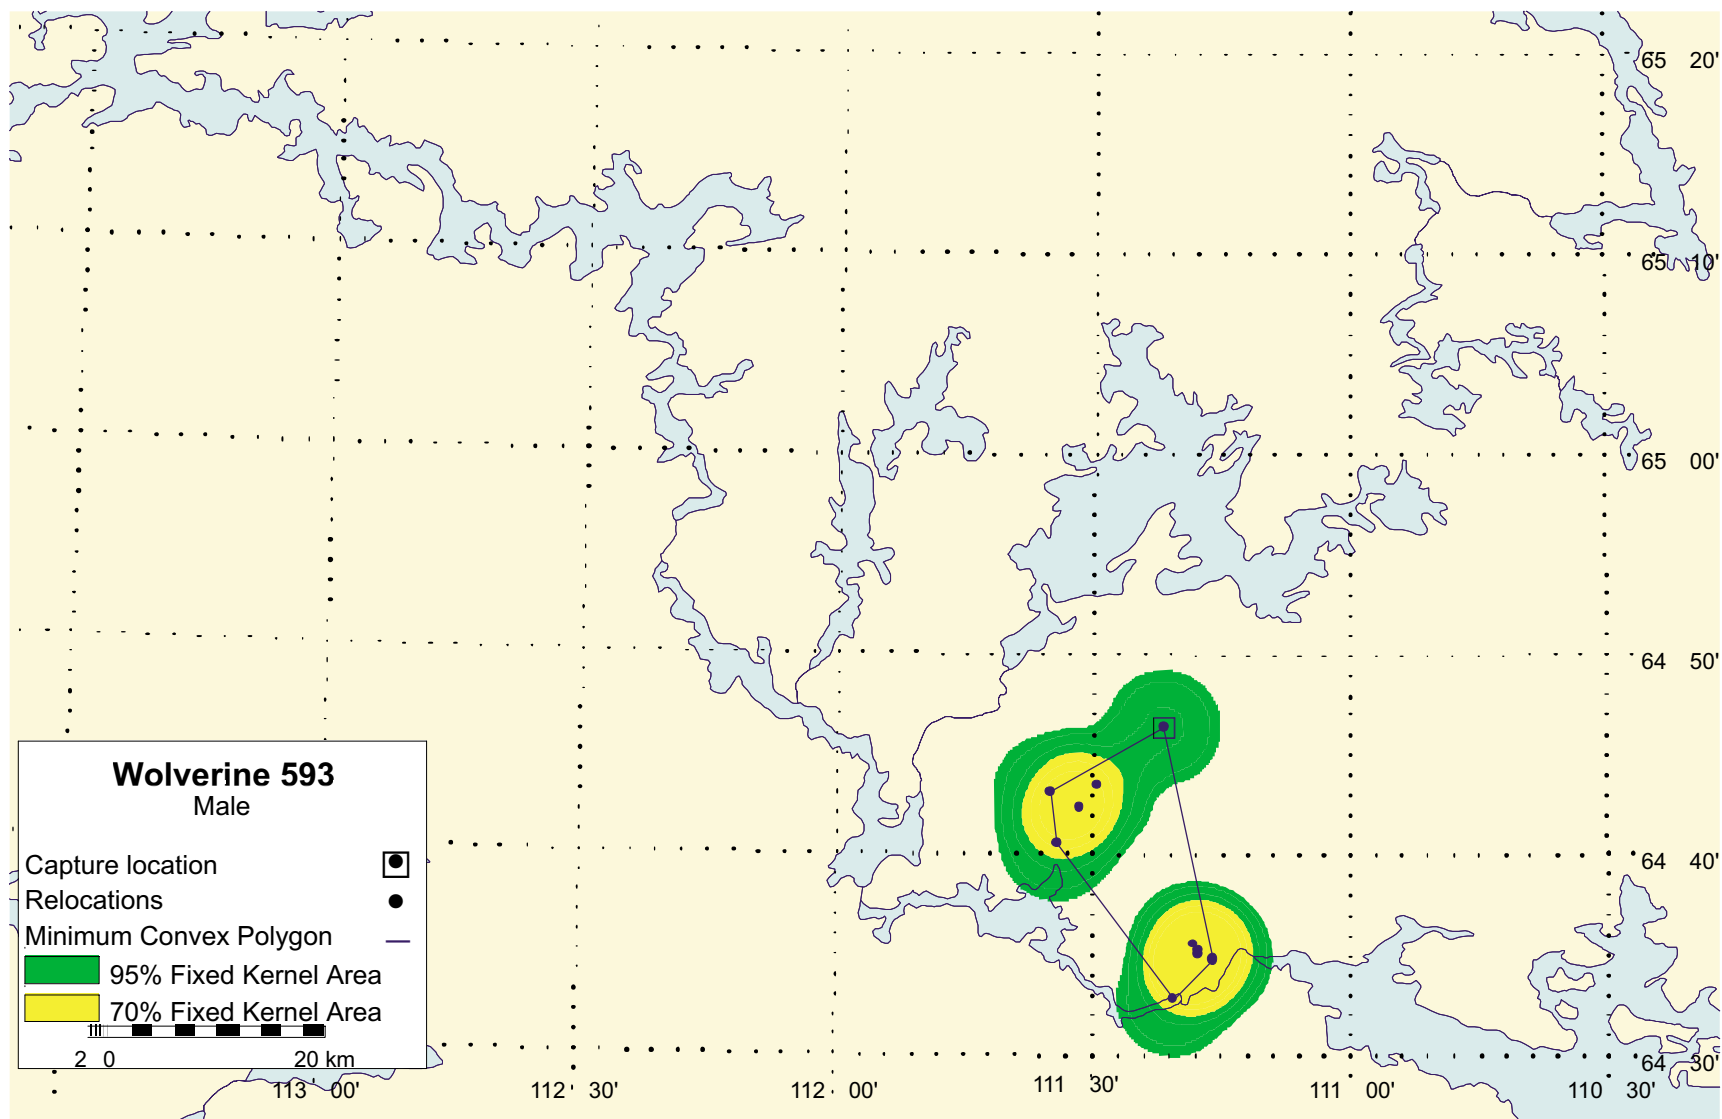 65 20'
65 10'
65 00'
64 50'
64 40'
64 30'
Wolverine 593
Male
Capture location
Relocations
Minimum Convex Polygon
95% Fixed Kernel Area
70% Fixed Kernel Area
2 0 20 km
113 00' 112 30' 112 00' 111 30' 111 00' 110 30'